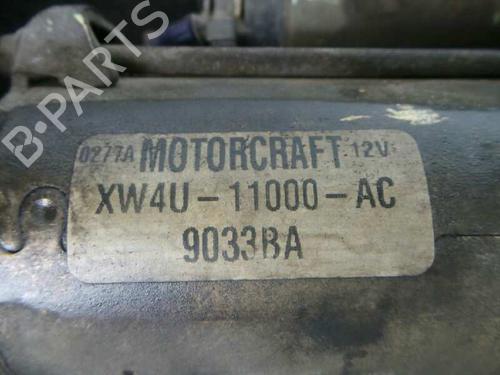 B-PARTS
0277A MOTORCRAFT 12V
XW4U-11000-AC
9033BA